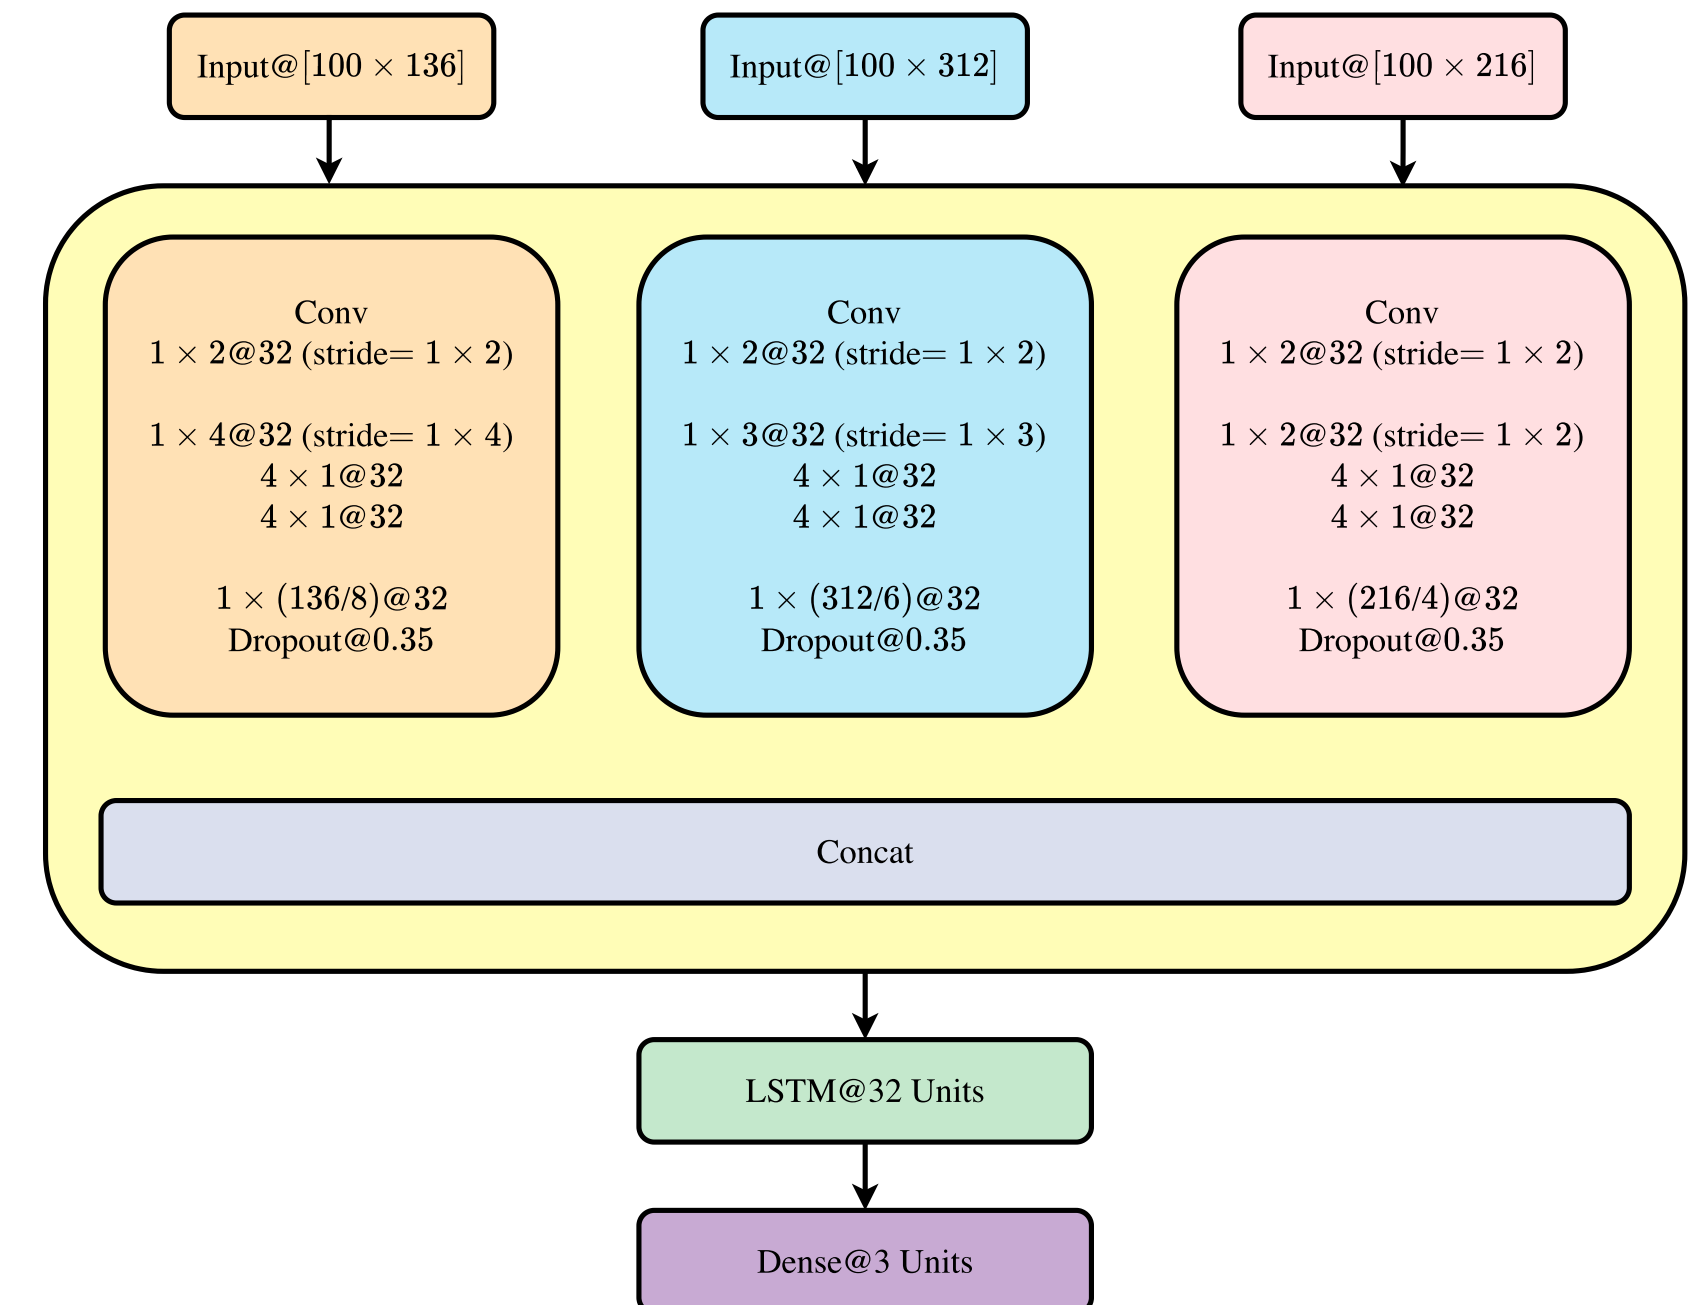 Input@[100 × 136]
Input@[100 × 312]
Input@[100 × 216]
Conv
1 × 2@32 (stride= 1 × 2)
1 × 4@32 (stride= 1 × 4)
4 × 1@32
4 × 1@32
1 × (136/8)@32
Dropout@0.35
Conv
1 × 2@32 (stride= 1 × 2)
1 × 3@32 (stride= 1 × 3)
4 × 1@32
4 × 1@32
1 × (312/6)@32
Dropout@0.35
Conv
1 × 2@32 (stride= 1 × 2)
1 × 2@32 (stride= 1 × 2)
4 × 1@32
4 × 1@32
1 × (216/4)@32
Dropout@0.35
Concat
LSTM@32 Units
Dense@3 Units